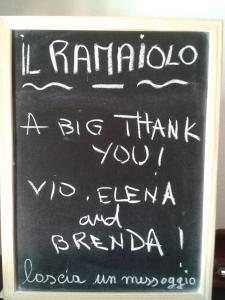 iL RAMAiOLO
A BiG THANK
YOU!
ViO. ELENA
and
BRENDA!
lascia un messaggio